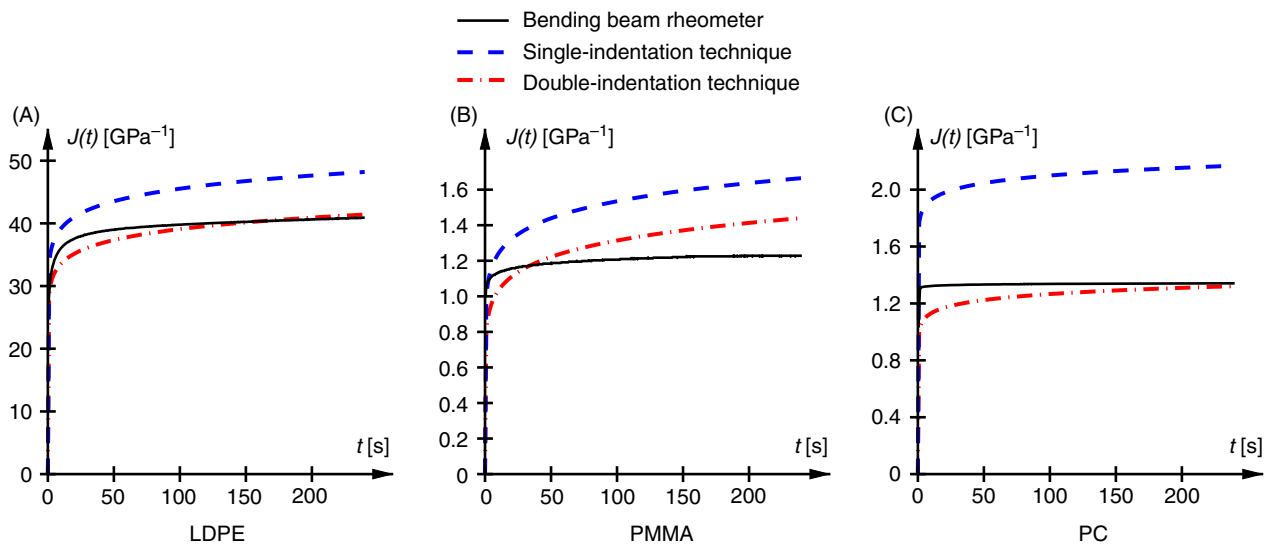 Bending beam rheometer
Single-indentation technique
Double-indentation technique
(A)
J(t) [GPa⁻¹]
50
40
30
20
10
0
t [s]
0 50 100 150 200
LDPE
(B)
J(t) [GPa⁻¹]
1.6
1.4
1.2
1.0
0.8
0.6
0.4
0.2
0
t [s]
0 50 100 150 200
PMMA
(C)
J(t) [GPa⁻¹]
2.0
1.6
1.2
0.8
0.4
0
t [s]
0 50 100 150 200
PC